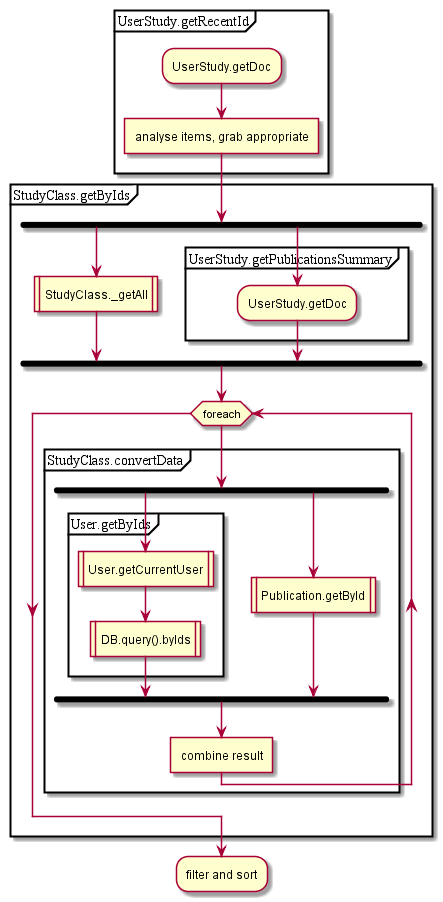 UserStudy.getRecentId
UserStudy.getDoc
analyse items, grab appropriate
StudyClass.getByIds
UserStudy.getPublicationsSummary
StudyClass._getAll
UserStudy.getDoc
foreach
StudyClass.convertData
User.getByIds
User.getCurrentUser
Publication.getById
DB.query().byIds
combine result
filter and sort